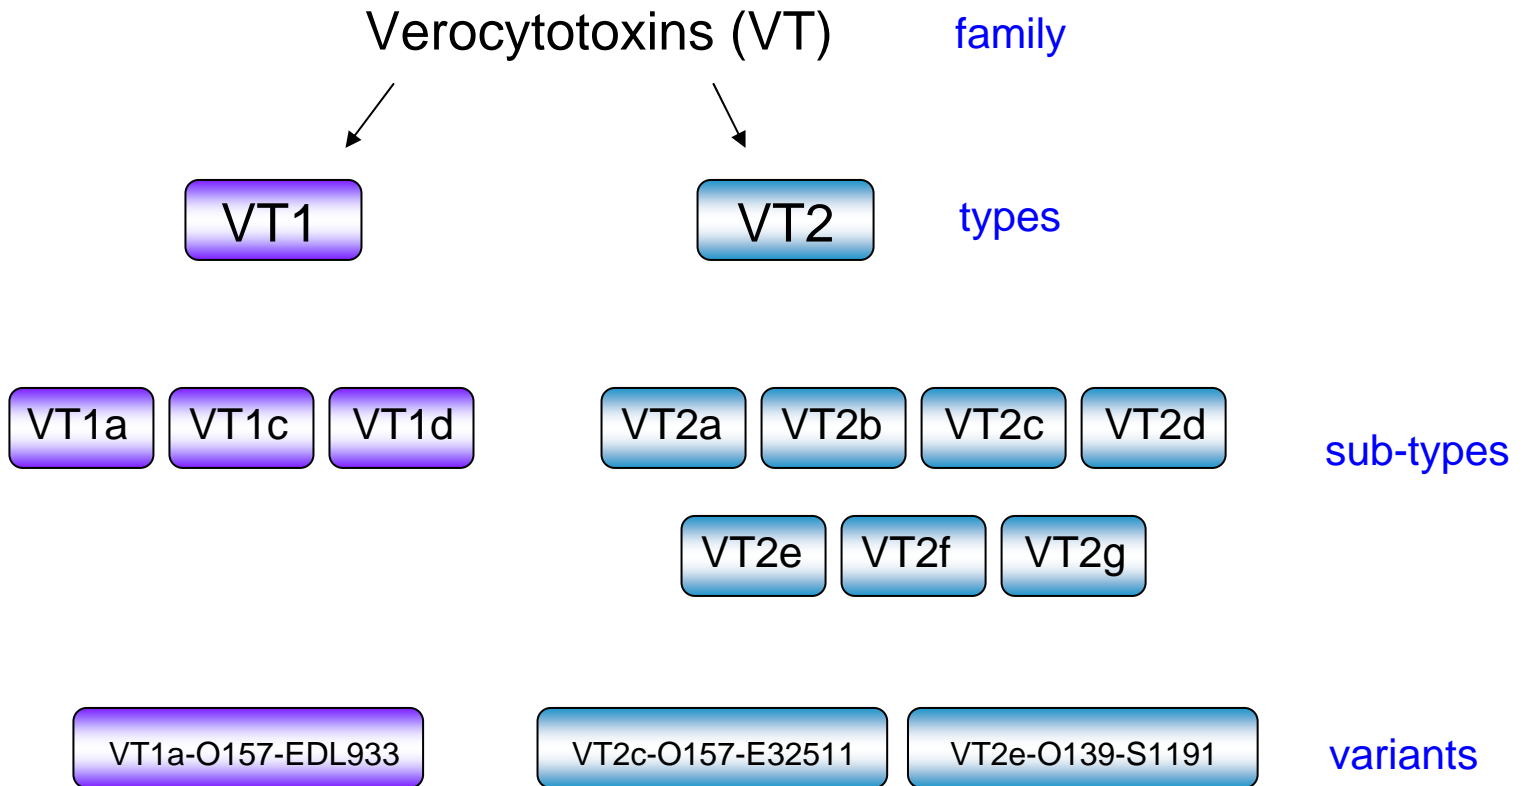 Verocytotoxins (VT) family
VT1 VT2 types
VT1a VT1c VT1d VT2a VT2b VT2c VT2d sub-types
VT2e VT2f VT2g
VT1a-O157-EDL933 VT2c-O157-E32511 VT2e-O139-S1191 variants